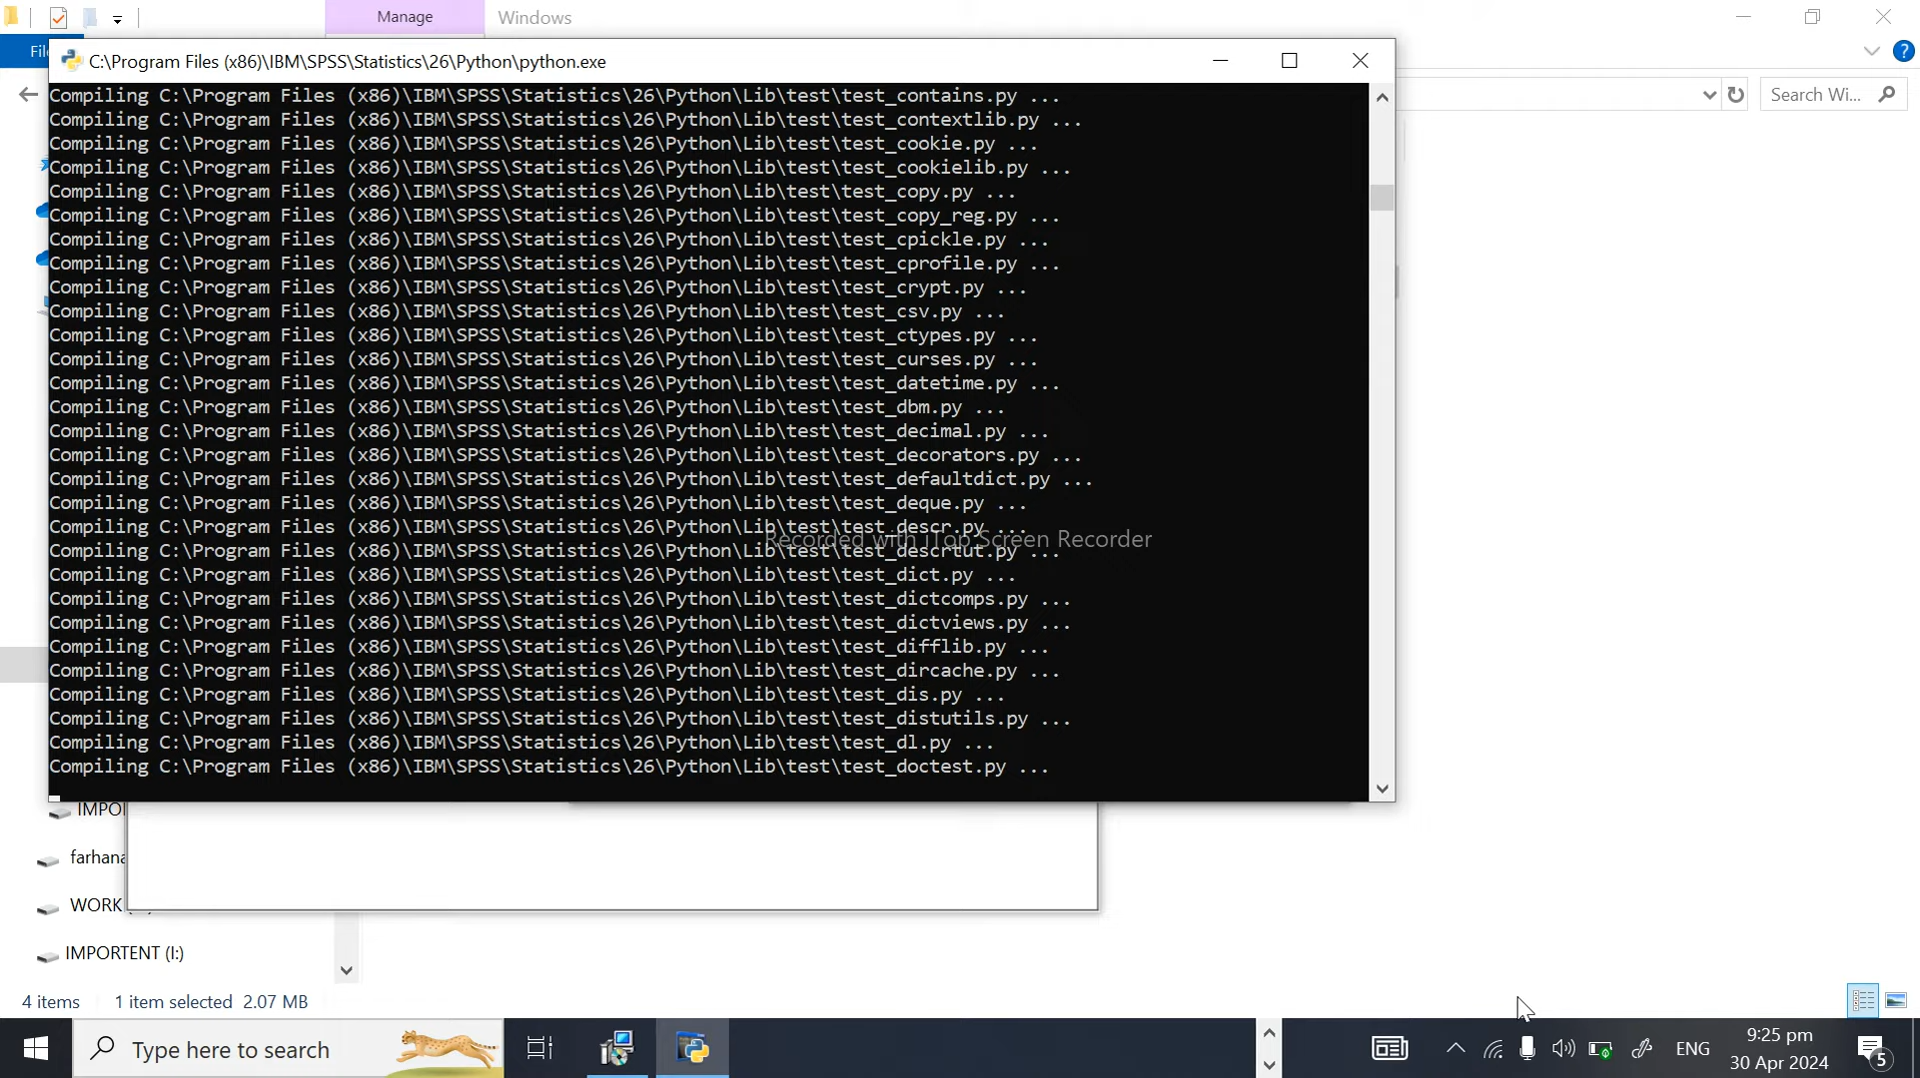 Manage
Windows
Fil
C:\Program Files (x86)\IBM\SPSS\Statistics\26\Python\python.exe
Search Wi...
Compiling C:\Program Files (x86)\IBM\SPSS\Statistics\26\Python\Lib\test\test_contains.py ...
Compiling C:\Program Files (x86)\IBM\SPSS\Statistics\26\Python\Lib\test\test_contextlib.py ...
Compiling C:\Program Files (x86)\IBM\SPSS\Statistics\26\Python\Lib\test\test_cookie.py ...
Compiling C:\Program Files (x86)\IBM\SPSS\Statistics\26\Python\Lib\test\test_cookielib.py ...
Compiling C:\Program Files (x86)\IBM\SPSS\Statistics\26\Python\Lib\test\test_copy.py ...
Compiling C:\Program Files (x86)\IBM\SPSS\Statistics\26\Python\Lib\test\test_copy_reg.py ...
Compiling C:\Program Files (x86)\IBM\SPSS\Statistics\26\Python\Lib\test\test_cpickle.py ...
Compiling C:\Program Files (x86)\IBM\SPSS\Statistics\26\Python\Lib\test\test_cprofile.py ...
Compiling C:\Program Files (x86)\IBM\SPSS\Statistics\26\Python\Lib\test\test_crypt.py ...
Compiling C:\Program Files (x86)\IBM\SPSS\Statistics\26\Python\Lib\test\test_csv.py ...
Compiling C:\Program Files (x86)\IBM\SPSS\Statistics\26\Python\Lib\test\test_ctypes.py ...
Compiling C:\Program Files (x86)\IBM\SPSS\Statistics\26\Python\Lib\test\test_curses.py ...
Compiling C:\Program Files (x86)\IBM\SPSS\Statistics\26\Python\Lib\test\test_datetime.py ...
Compiling C:\Program Files (x86)\IBM\SPSS\Statistics\26\Python\Lib\test\test_dbm.py ...
Compiling C:\Program Files (x86)\IBM\SPSS\Statistics\26\Python\Lib\test\test_decimal.py ...
Compiling C:\Program Files (x86)\IBM\SPSS\Statistics\26\Python\Lib\test\test_decorators.py ...
Compiling C:\Program Files (x86)\IBM\SPSS\Statistics\26\Python\Lib\test\test_defaultdict.py ...
Compiling C:\Program Files (x86)\IBM\SPSS\Statistics\26\Python\Lib\test\test_deque.py ...
Compiling C:\Program Files (x86)\IBM\SPSS\Statistics\26\Python\Lib\test\test_descr.py ...
Recorded with iTop Screen Recorder
Compiling C:\Program Files (x86)\IBM\SPSS\Statistics\26\Python\Lib\test\test_descrtut.py ...
Compiling C:\Program Files (x86)\IBM\SPSS\Statistics\26\Python\Lib\test\test_dict.py ...
Compiling C:\Program Files (x86)\IBM\SPSS\Statistics\26\Python\Lib\test\test_dictcomps.py ...
Compiling C:\Program Files (x86)\IBM\SPSS\Statistics\26\Python\Lib\test\test_dictviews.py ...
Compiling C:\Program Files (x86)\IBM\SPSS\Statistics\26\Python\Lib\test\test_difflib.py ...
Compiling C:\Program Files (x86)\IBM\SPSS\Statistics\26\Python\Lib\test\test_dircache.py ...
Compiling C:\Program Files (x86)\IBM\SPSS\Statistics\26\Python\Lib\test\test_dis.py ...
Compiling C:\Program Files (x86)\IBM\SPSS\Statistics\26\Python\Lib\test\test_distutils.py ...
Compiling C:\Program Files (x86)\IBM\SPSS\Statistics\26\Python\Lib\test\test_dl.py ...
Compiling C:\Program Files (x86)\IBM\SPSS\Statistics\26\Python\Lib\test\test_doctest.py ...
IMPO
farhana
WORK
IMPORTENT (I:)
4 items 1 item selected 2.07 MB
Type here to search
ENG
9:25 pm
30 Apr 2024
5